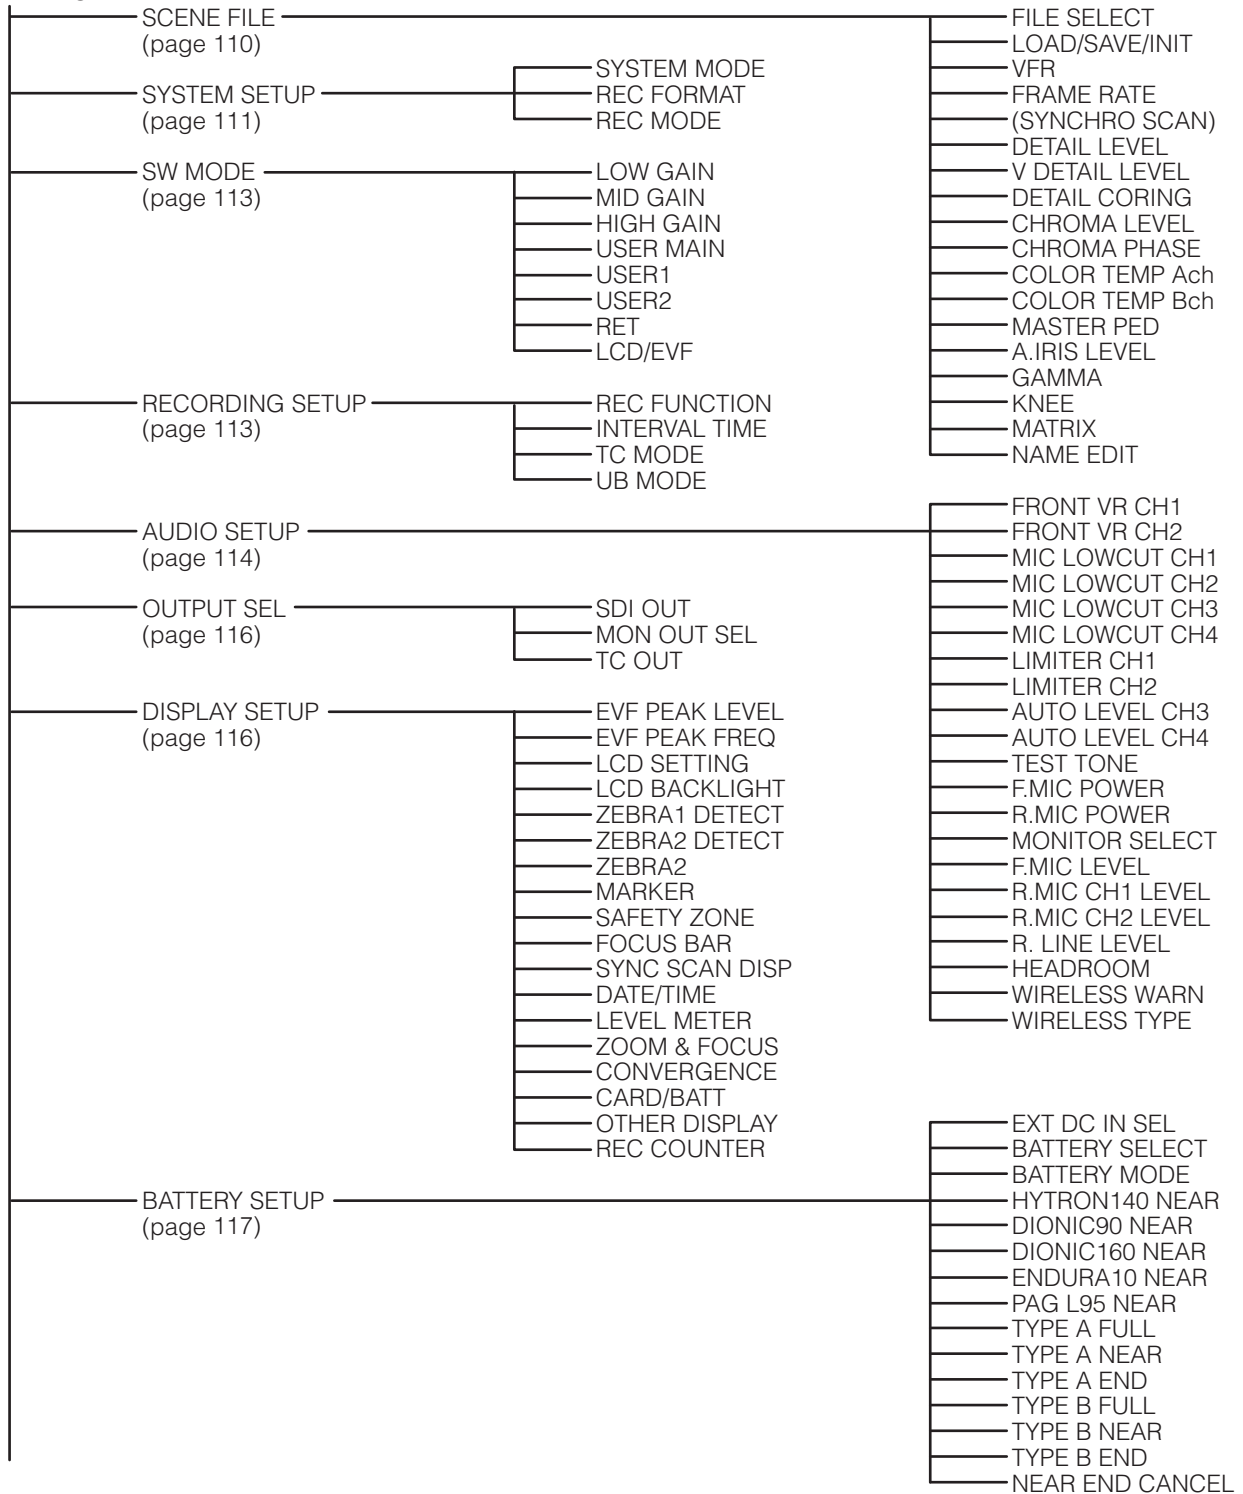 SCENE FILE
(page 110)
FILE SELECT
LOAD/SAVE/INIT
VFR
FRAME RATE
(SYNCHRO SCAN)
DETAIL LEVEL
V DETAIL LEVEL
DETAIL CORING
CHROMA LEVEL
CHROMA PHASE
COLOR TEMP Ach
COLOR TEMP Bch
MASTER PED
A.IRIS LEVEL
GAMMA
KNEE
MATRIX
NAME EDIT
SYSTEM SETUP
(page 111)
SYSTEM MODE
REC FORMAT
REC MODE
SW MODE
(page 113)
LOW GAIN
MID GAIN
HIGH GAIN
USER MAIN
USER1
USER2
RET
LCD/EVF
RECORDING SETUP
(page 113)
REC FUNCTION
INTERVAL TIME
TC MODE
UB MODE
AUDIO SETUP
(page 114)
FRONT VR CH1
FRONT VR CH2
MIC LOWCUT CH1
MIC LOWCUT CH2
MIC LOWCUT CH3
MIC LOWCUT CH4
LIMITER CH1
LIMITER CH2
AUTO LEVEL CH3
AUTO LEVEL CH4
TEST TONE
F.MIC POWER
R.MIC POWER
MONITOR SELECT
F.MIC LEVEL
R.MIC CH1 LEVEL
R.MIC CH2 LEVEL
R. LINE LEVEL
HEADROOM
WIRELESS WARN
WIRELESS TYPE
OUTPUT SEL
(page 116)
SDI OUT
MON OUT SEL
TC OUT
DISPLAY SETUP
(page 116)
EVF PEAK LEVEL
EVF PEAK FREQ
LCD SETTING
LCD BACKLIGHT
ZEBRA1 DETECT
ZEBRA2 DETECT
ZEBRA2
MARKER
SAFETY ZONE
FOCUS BAR
SYNC SCAN DISP
DATE/TIME
LEVEL METER
ZOOM & FOCUS
CONVERGENCE
CARD/BATT
OTHER DISPLAY
REC COUNTER
BATTERY SETUP
(page 117)
EXT DC IN SEL
BATTERY SELECT
BATTERY MODE
HYTRON140 NEAR
DIONIC90 NEAR
DIONIC160 NEAR
ENDURA10 NEAR
PAG L95 NEAR
TYPE A FULL
TYPE A NEAR
TYPE A END
TYPE B FULL
TYPE B NEAR
TYPE B END
NEAR END CANCEL